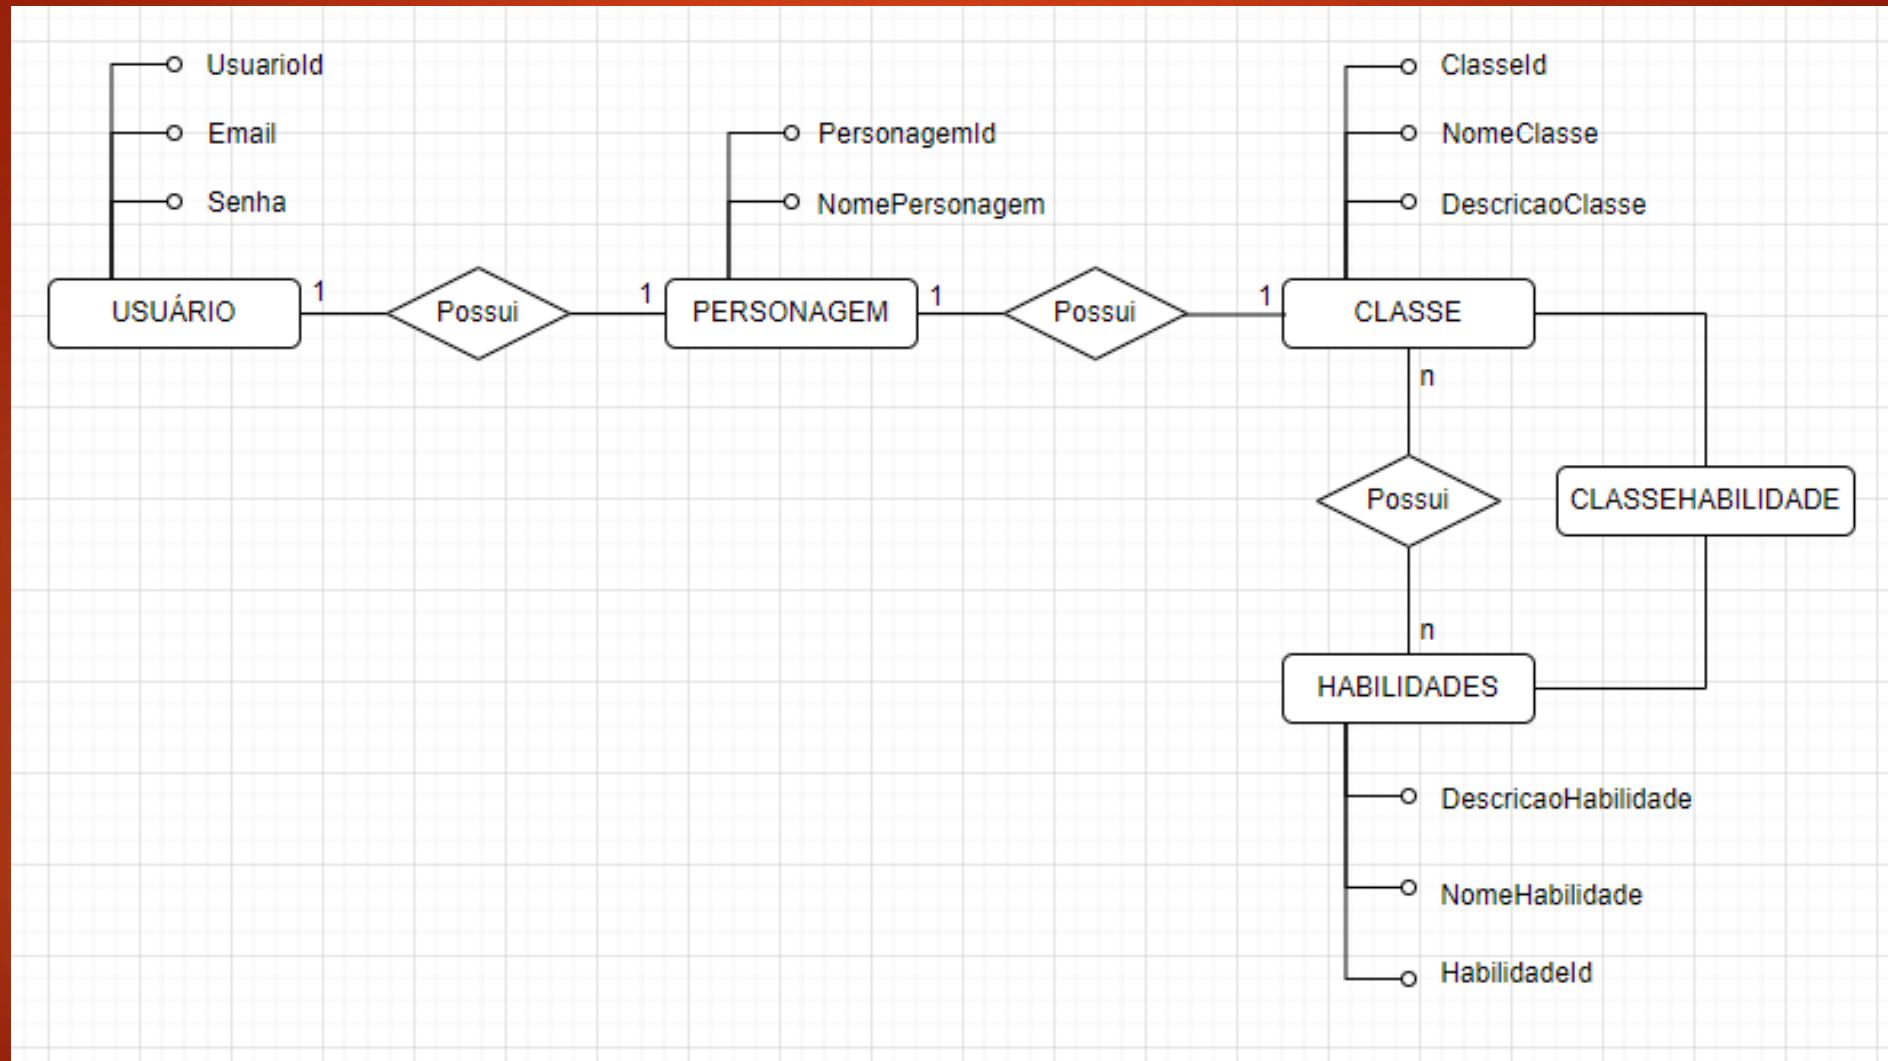 UsuarioId
Email
Senha
PersonagemId
NomePersonagem
ClasseId
NomeClasse
DescricaoClasse
USUÁRIO
1
Possui
1
PERSONAGEM
1
Possui
1
CLASSE
n
Possui
CLASSEHABILIDADE
n
HABILIDADES
DescricaoHabilidade
NomeHabilidade
HabilidadeId